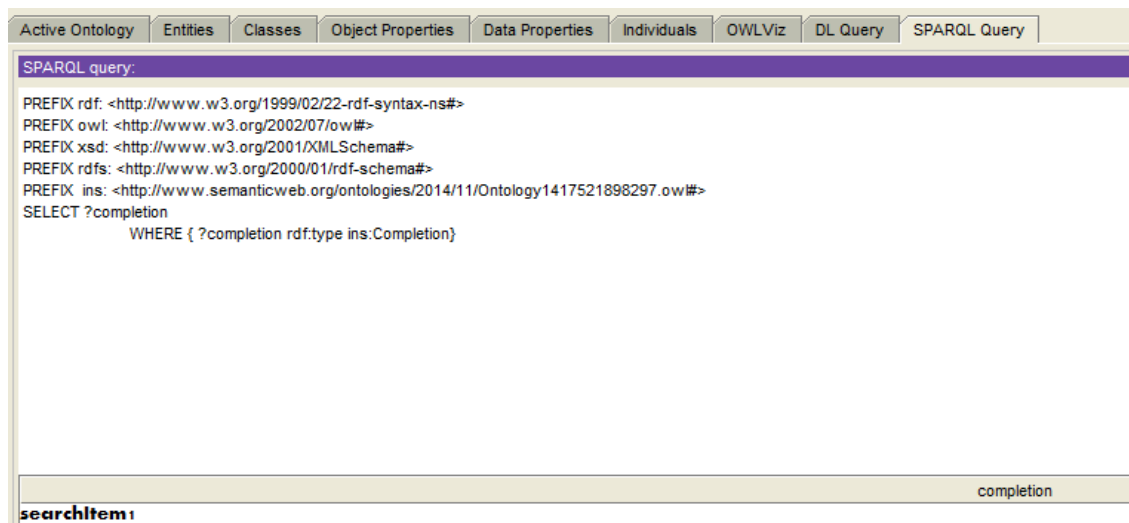 Active Ontology Entities Classes Object Properties Data Properties Individuals OWLViz DL Query SPARQL Query
SPARQL query:
PREFIX rdf: <http://www.w3.org/1999/02/22-rdf-syntax-ns#>
PREFIX owl: <http://www.w3.org/2002/07/owl#>
PREFIX xsd: <http://www.w3.org/2001/XMLSchema#>
PREFIX rdfs: <http://www.w3.org/2000/01/rdf-schema#>
PREFIX ins: <http://www.semanticweb.org/ontologies/2014/11/Ontology1417521898297.owl#>
SELECT ?completion
WHERE { ?completion rdf:type ins:Completion}
completion
searchItem1